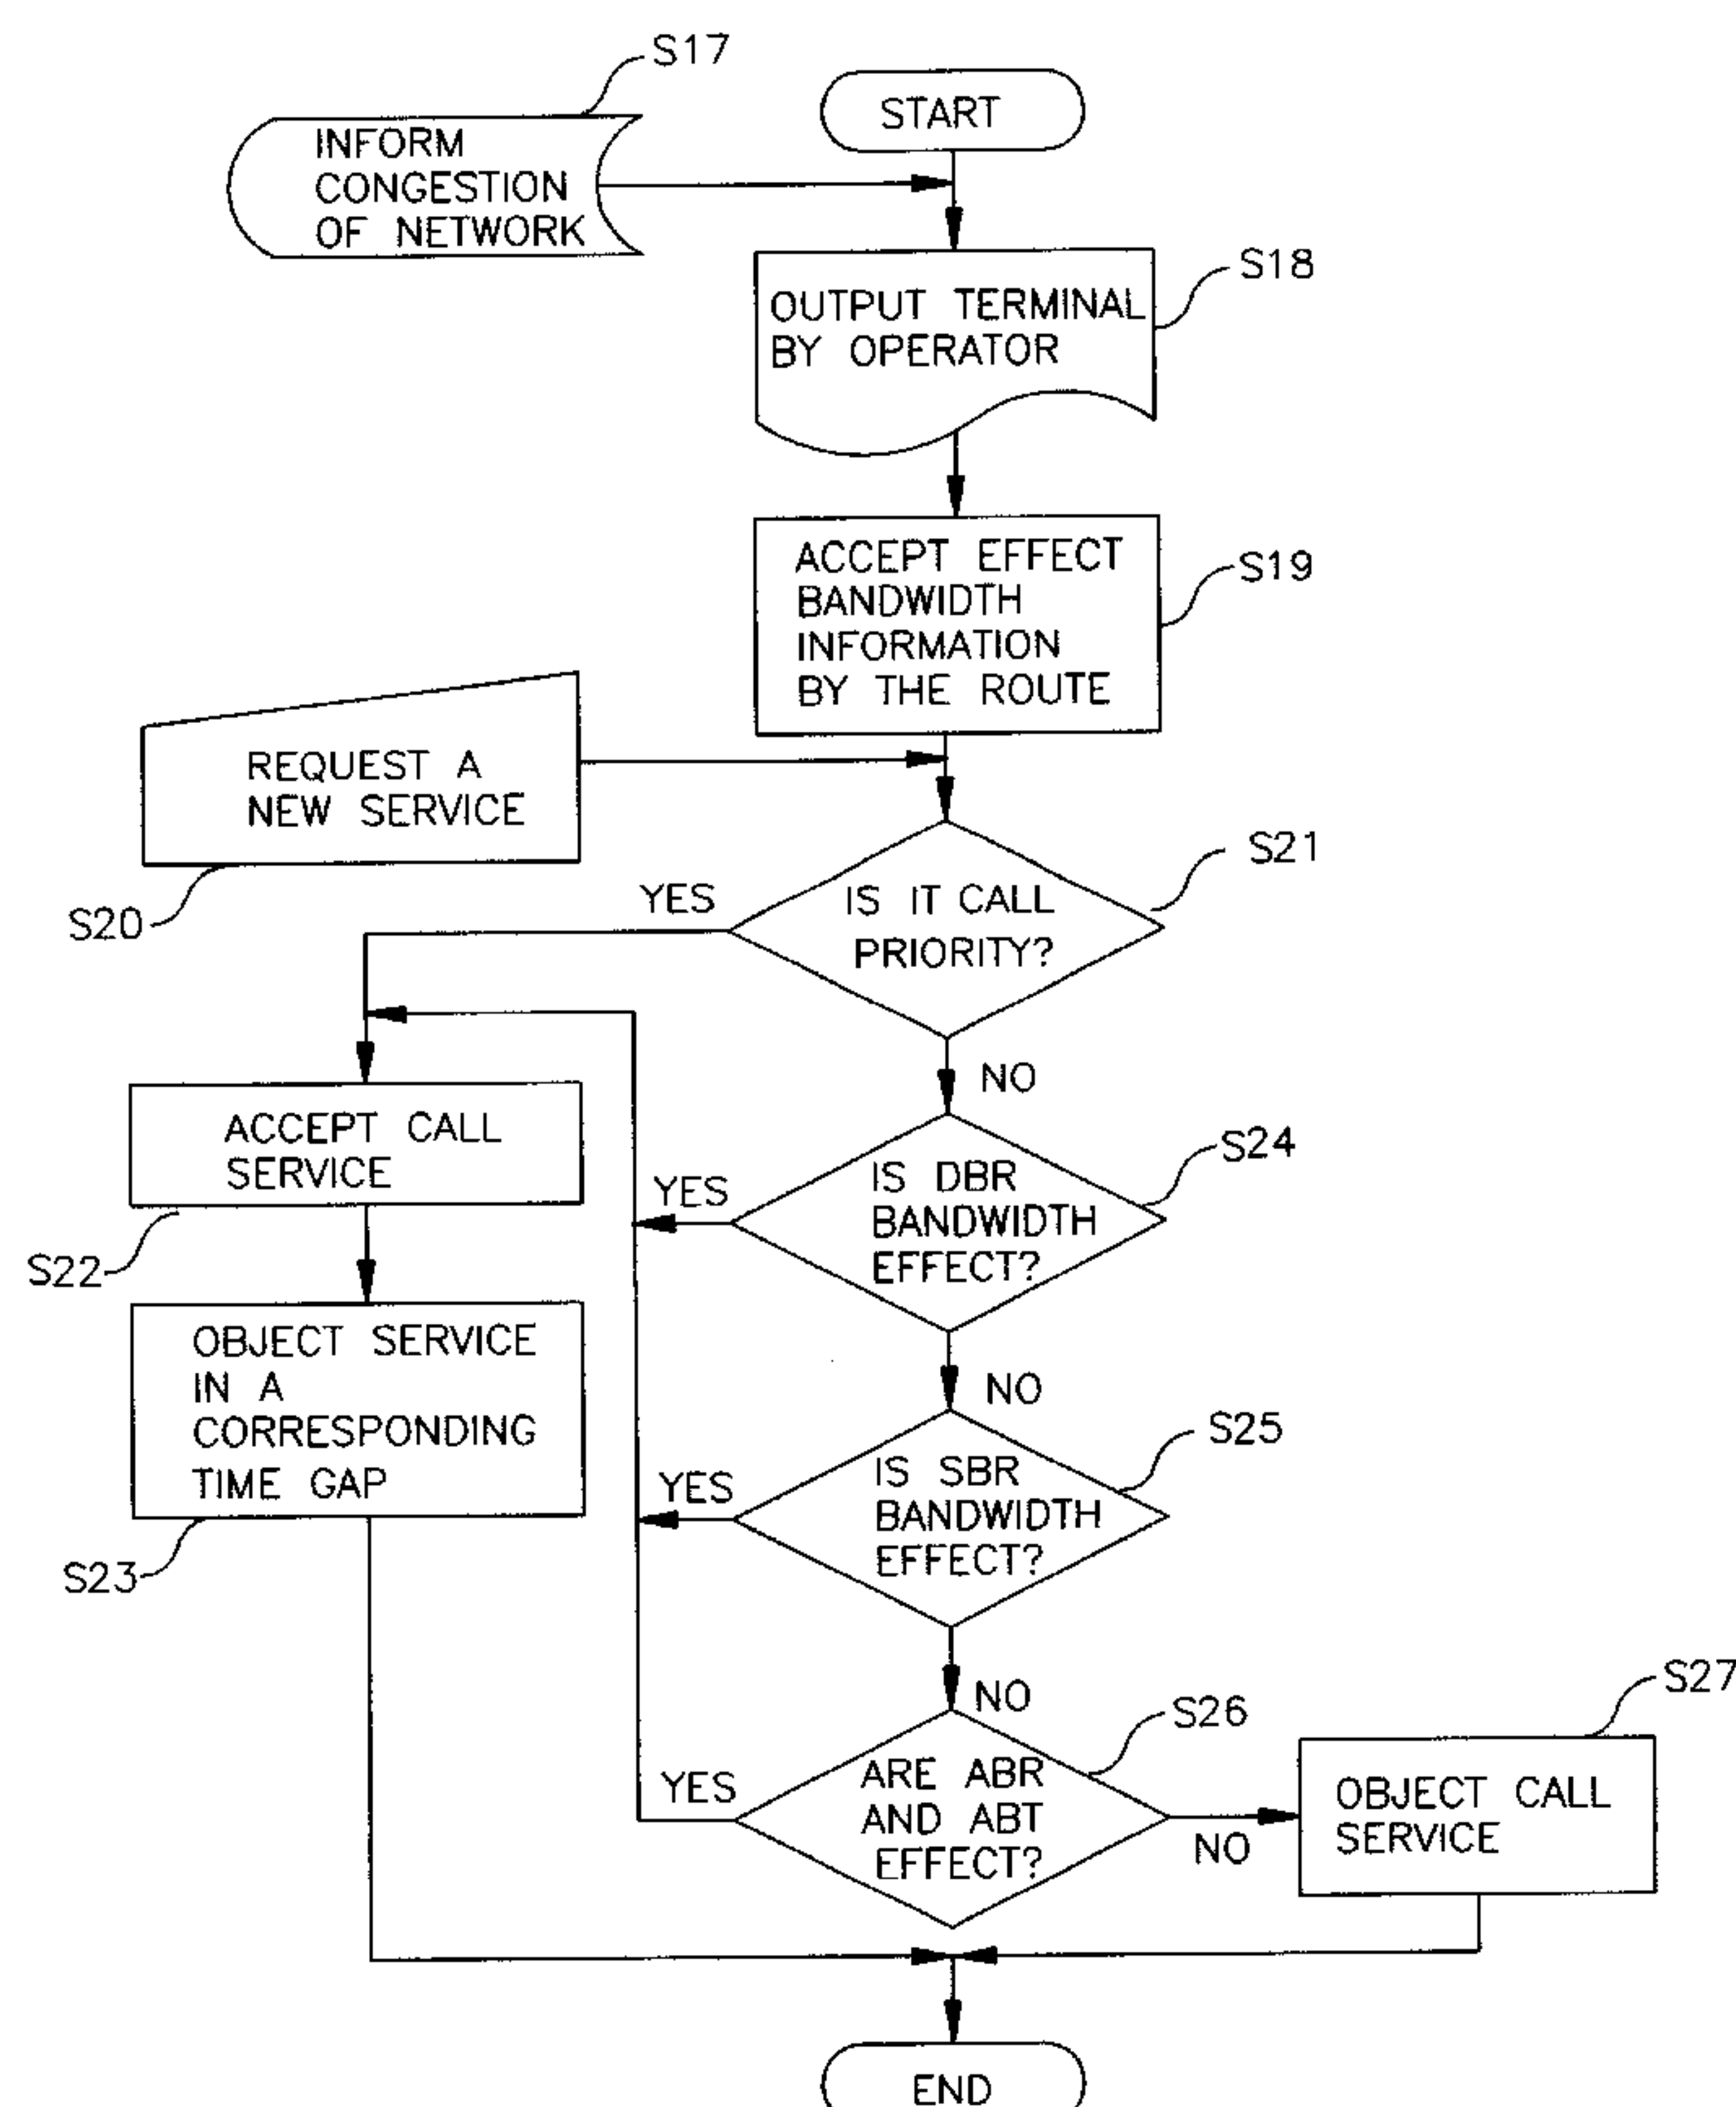 S17
START
INFORM
CONGESTION
OF NETWORK
S18
OUTPUT TERMINAL
BY OPERATOR
ACCEPT EFFECT
BANDWIDTH
INFORMATION
BY THE ROUTE
S19
REQUEST A
NEW SERVICE
S20
YES
IS IT CALL
PRIORITY?
S21
NO
ACCEPT CALL
SERVICE
S22
YES
IS DBR
BANDWIDTH
EFFECT?
S24
NO
OBJECT SERVICE
IN A
CORRESPONDING
TIME GAP
S23
YES
IS SBR
BANDWIDTH
EFFECT?
S25
NO
YES
ARE ABR
AND ABT
EFFECT?
S26
NO
S27
OBJECT CALL
SERVICE
END